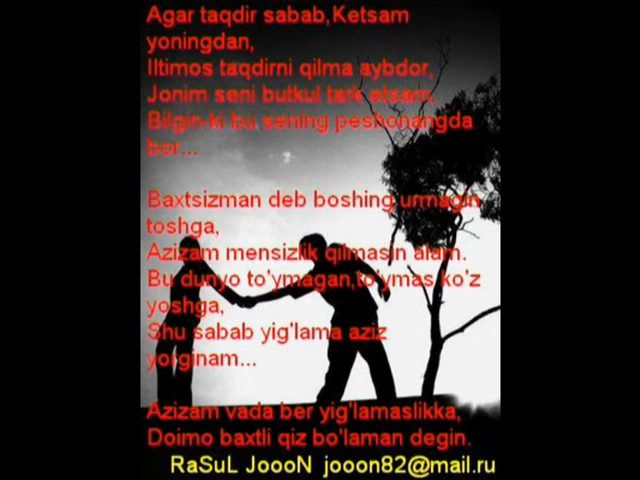 Agar taqdir sabab,Ketsam
yoningdan,
Iltimos taqdirni qilma aybdor,
Jonim seni butkul tark etsam,
Bilgin-ki bu sening peshonangda
bor...
Baxtsizman deb boshing urmagin
toshga,
Azizam mensizlik qilmasin alam.
Bu dunyo to'ymagan,to'ymas ko'z
yoshga,
Shu sabab yig'lama aziz
yorginam...
Azizam vada ber yig'lamaslikka,
Doimo baxtli qiz bo'laman degin.
RaSuL JoooN jooon82@mail.ru